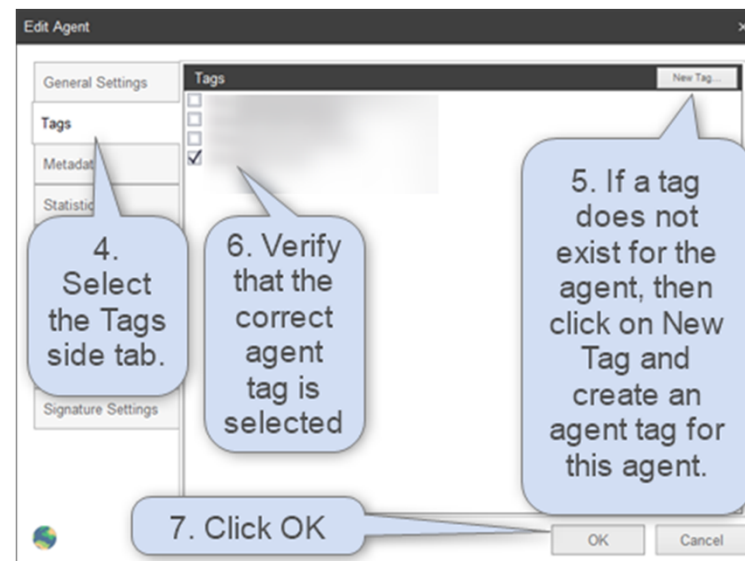 Edit Agent
General Settings
Tags
New Tag...
Tags
Metadat
Statistic
4.
Select
the Tags
side tab.
5. If a tag
does not
exist for the
agent, then
click on New
Tag and
create an
agent tag for
this agent.
6. Verify
that the
correct
agent
tag is
selected
Signature Settings
7. Click OK
OK
Cancel